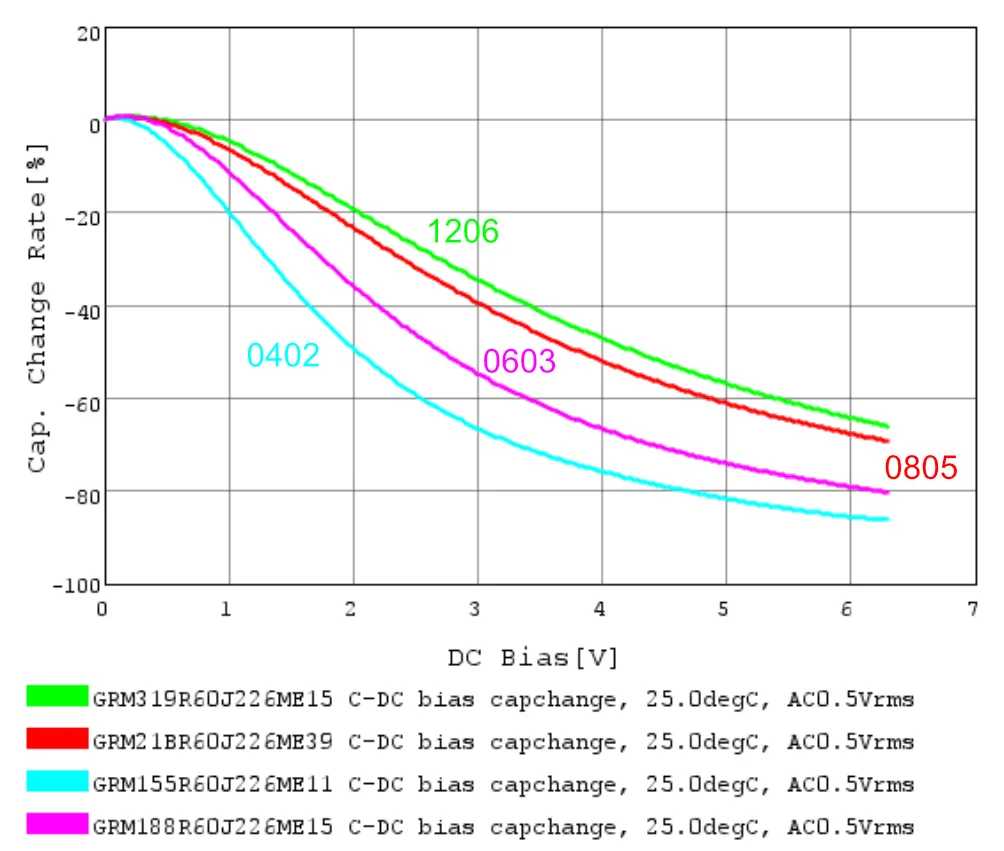 20
0
-20
-40
-60
-80
-100
Cap. Change Rate[%]
1206
0402
0603
0805
0 1 2 3 4 5 6 7
DC Bias[V]
GRM319R60J226ME15 C-DC bias capchange, 25.0degC, AC0.5Vrms
GRM21BR60J226ME39 C-DC bias capchange, 25.0degC, AC0.5Vrms
GRM155R60J226ME11 C-DC bias capchange, 25.0degC, AC0.5Vrms
GRM188R60J226ME15 C-DC bias capchange, 25.0degC, AC0.5Vrms